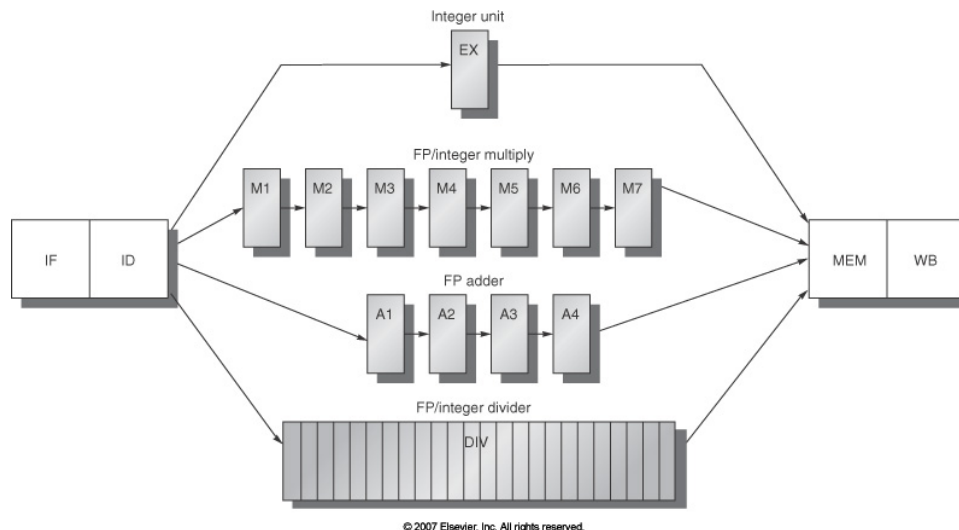 Integer unit
EX
FP/integer multiply
M1 M2 M3 M4 M5 M6 M7
IF ID MEM WB
FP adder
A1 A2 A3 A4
FP/integer divider
DIV
© 2007 Elsevier, Inc. All rights reserved.